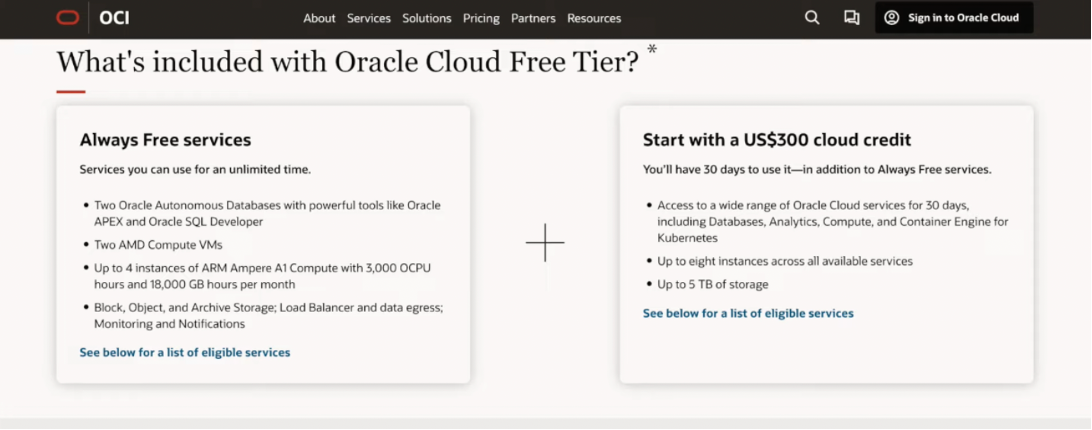 OCI
About Services Solutions Pricing Partners Resources
Sign in to Oracle Cloud
What's included with Oracle Cloud Free Tier? *
Always Free services
Services you can use for an unlimited time.
• Two Oracle Autonomous Databases with powerful tools like Oracle
APEX and Oracle SQL Developer
• Two AMD Compute VMs
• Up to 4 instances of ARM Ampere A1 Compute with 3,000 OCPU
hours and 18,000 GB hours per month
• Block, Object, and Archive Storage; Load Balancer and data egress;
Monitoring and Notifications
See below for a list of eligible services
Start with a US$300 cloud credit
You'll have 30 days to use it—in addition to Always Free services.
• Access to a wide range of Oracle Cloud services for 30 days,
including Databases, Analytics, Compute, and Container Engine for
Kubernetes
• Up to eight instances across all available services
• Up to 5 TB of storage
See below for a list of eligible services